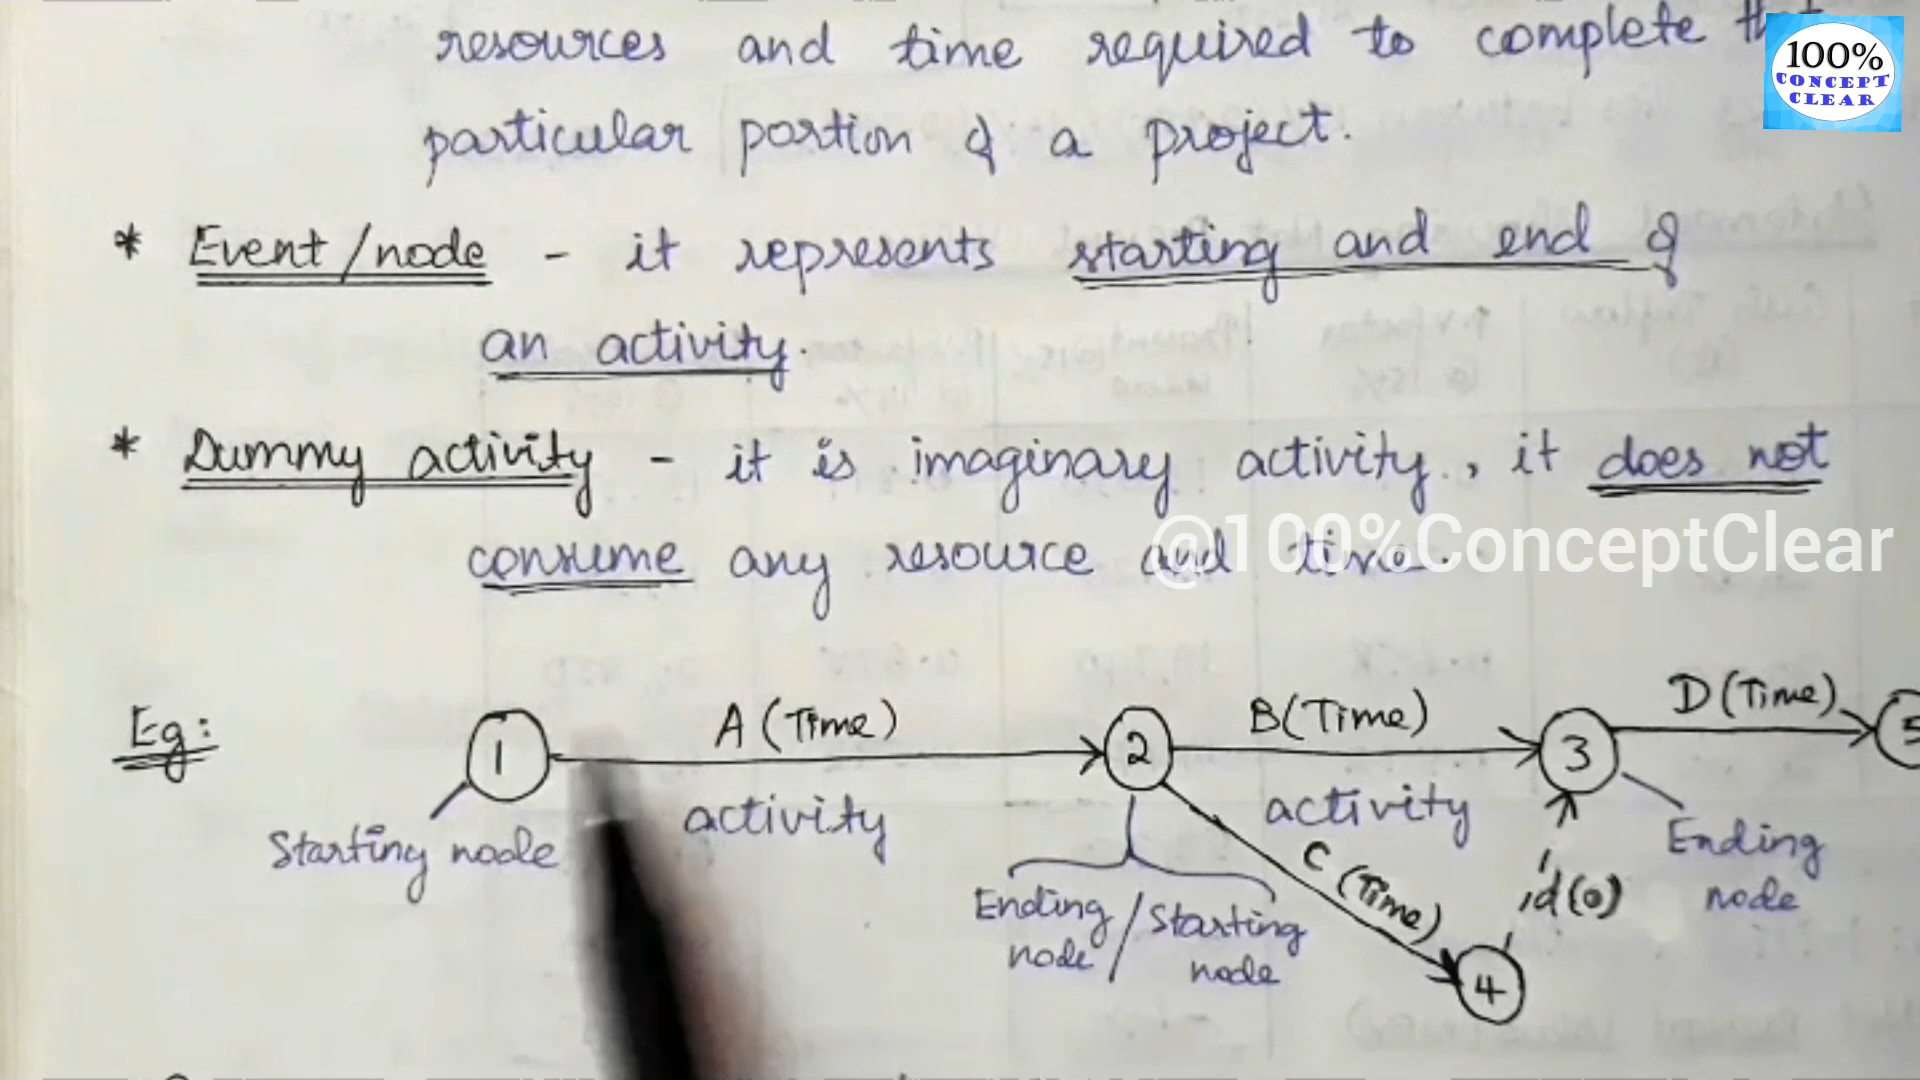 resources and time required to complete
particular portion of a project.
* Event/node - it represents starting and end of
an activity.
* Dummy activity - it is imaginary activity, it does not
consume any resource and time.
Eg:
1
A (Time)
activity
2
B(Time)
activity
3
D(Time)
5
Starting node
Ending node / Starting node
C (Time)
d(0)
4
Ending node
100%
CONCEPT
CLEAR
@100%ConceptClear